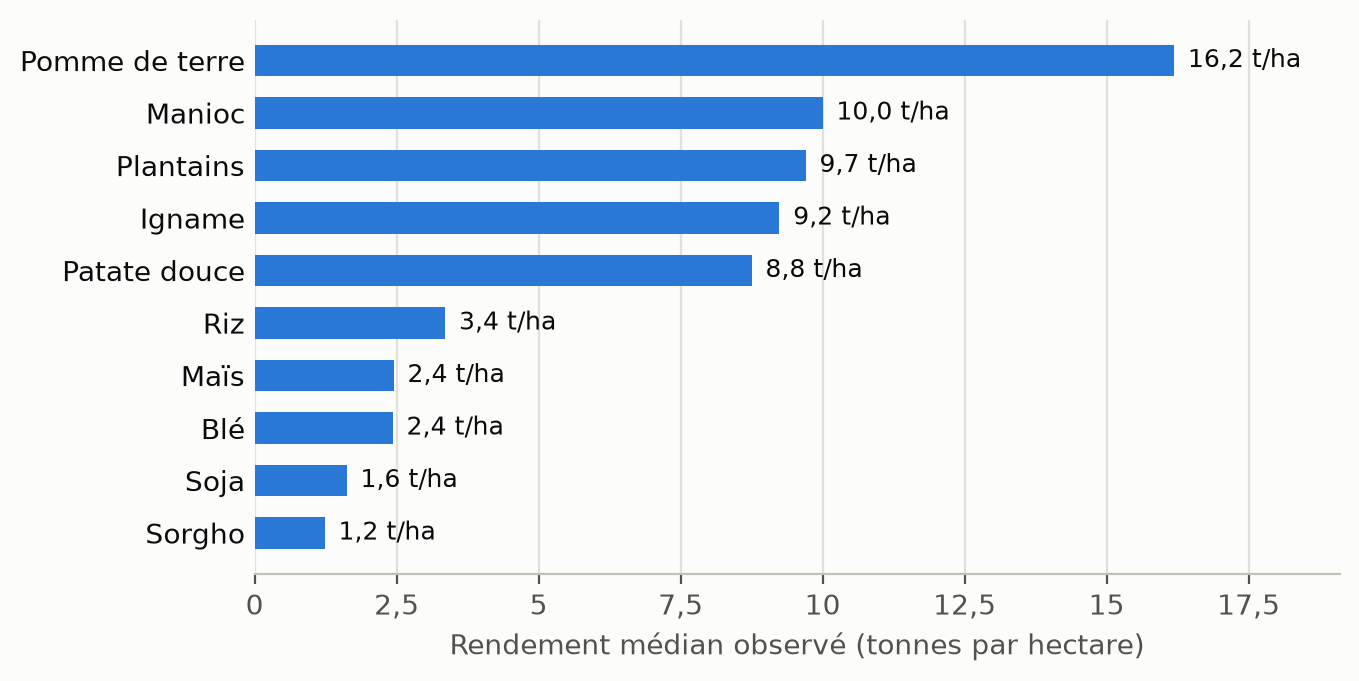 Pomme de terre 16,2 t/ha
Manioc 10,0 t/ha
Plantains 9,7 t/ha
Igname 9,2 t/ha
Patate douce 8,8 t/ha
Riz 3,4 t/ha
Maïs 2,4 t/ha
Blé 2,4 t/ha
Soja 1,6 t/ha
Sorgho 1,2 t/ha
0 2,5 5 7,5 10 12,5 15 17,5
Rendement médian observé (tonnes par hectare)